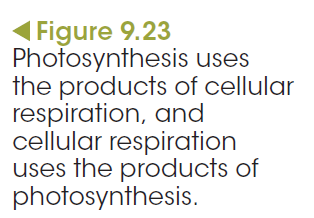 Figure 9.23
Photosynthesis uses
the products of cellular
respiration, and
cellular respiration
uses the products of
photosynthesis.